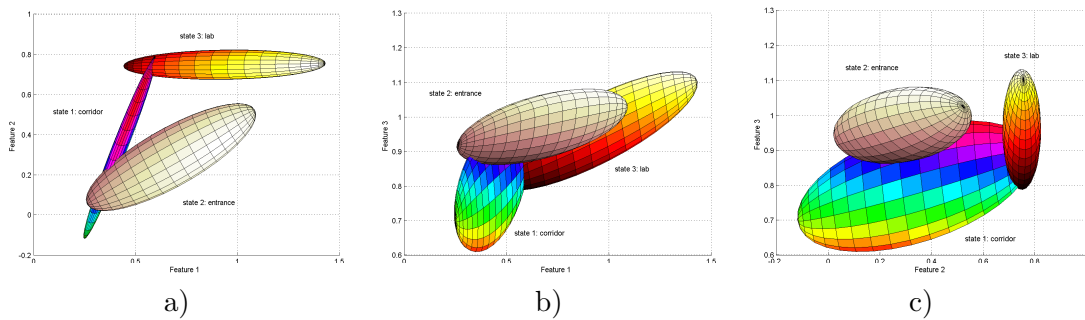 1
0.8
0.6
0.4
0.2
0
-0.2
0
0.5
1
1.5
Feature 1
Feature 2
state 3: lab
state 1: corridor
state 2: entrance
a)
1.3
1.2
1.1
1
0.9
0.8
0.7
0.6
0
0.5
1
1.5
Feature 1
Feature 3
state 2: entrance
state 3: lab
state 1: corridor
b)
1.3
1.2
1.1
1
0.9
0.8
0.7
0.6
-0.2
0
0.2
0.4
0.6
0.8
Feature 2
Feature 3
state 3: lab
state 2: entrance
state 1: corridor
c)